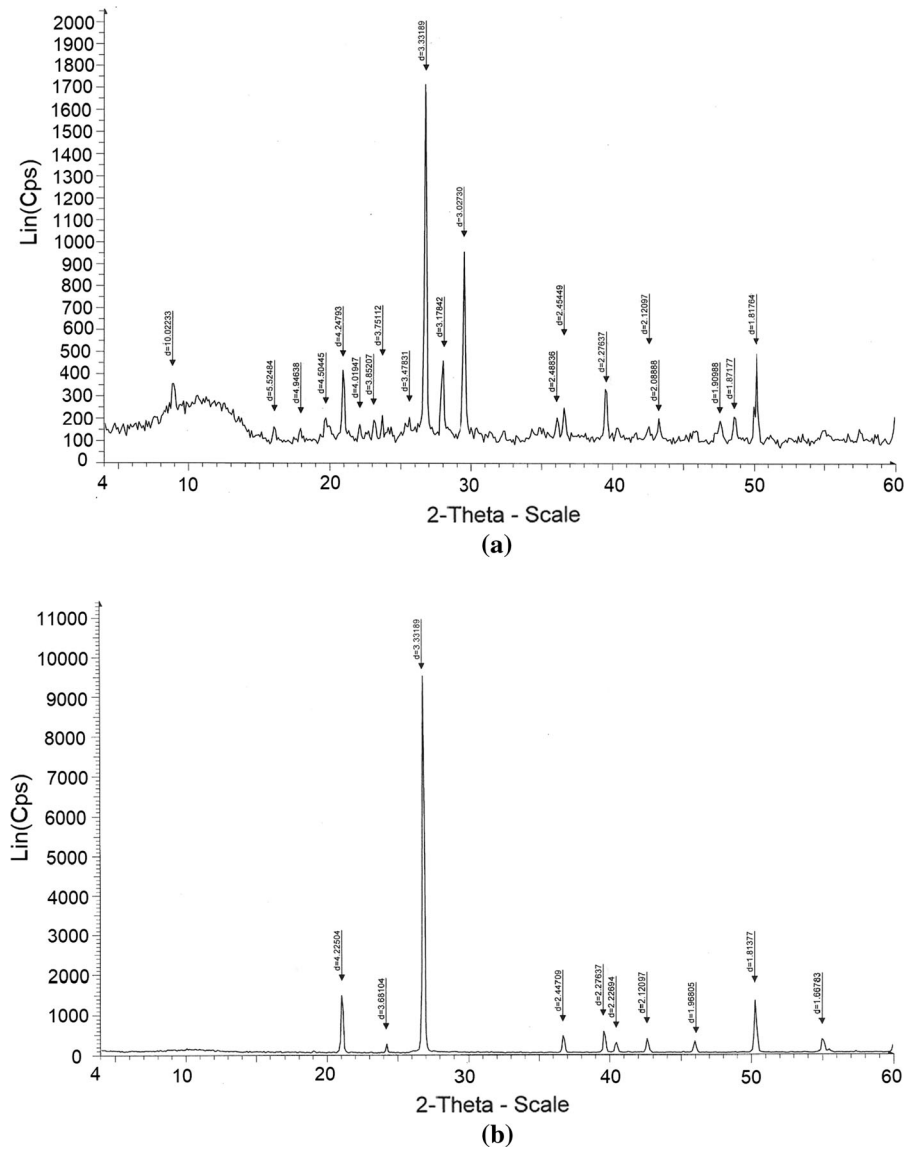 2000
1900
1800
1700
1600
1500
1400
1300
1200
1100
1000
900
800
700
600
500
400
300
200
100
0
Lin(Cps)
d=10.02233
d=5.52484
d=4.94638
d=4.50445
d=4.24793
d=4.01947
d=3.85207
d=3.75112
d=3.47831
d=3.33189
d=3.17842
d=3.02730
d=2.48836
d=2.45449
d=2.27637
d=2.12097
d=2.08888
d=1.90988
d=1.87177
d=1.81764
4 10 20 30 40 50 60
2-Theta - Scale
(a)
11000
10000
9000
8000
7000
6000
5000
4000
3000
2000
1000
0
Lin(Cps)
d=4.22504
d=3.68104
d=3.33189
d=2.44709
d=2.27637
d=2.22694
d=2.12097
d=1.96805
d=1.81377
d=1.66783
4 10 20 30 40 50 60
2-Theta - Scale
(b)